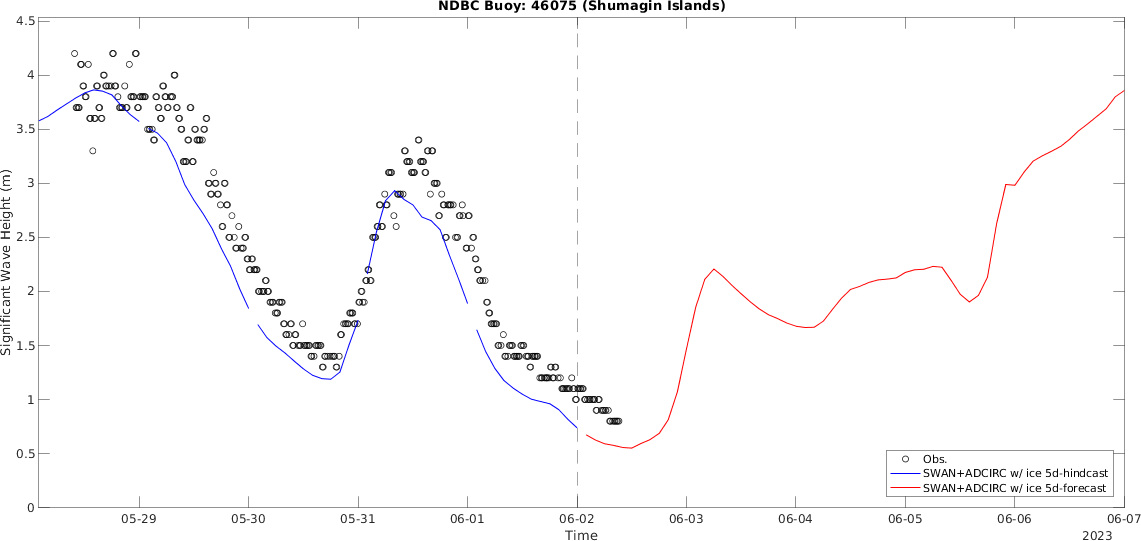 NDBC Buoy: 46075 (Shumagin Islands)
4.5
4
3.5
3
2.5
2
1.5
1
0.5
0
Significant Wave Height (m)
Obs.
SWAN+ADCIRC w/ ice 5d-hindcast
SWAN+ADCIRC w/ ice 5d-forecast
05-29 05-30 05-31 06-01 06-02 06-03 06-04 06-05 06-06 06-07
Time
2023